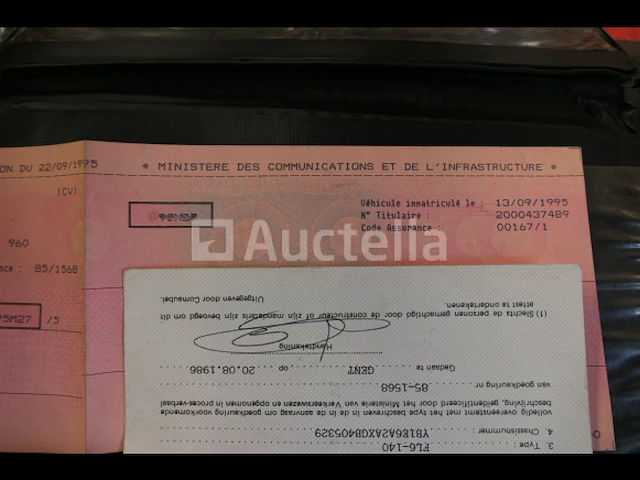 ON DU 22/09/1995
* MINISTERE DES COMMUNICATIONS ET DE L'INFRASTRUCTURE *
(CV).
Véhicule immatriculé le : 13/09/1995
N° Titulaire : 2000437489
Code Assurance : 00167/1
960
nce : 85/1568
5M27 /5
Auctella
3. Type : FL6-140
4. Chassisnummer : YB1E6A2AXGB405329
volledig overeenstemt met het type beschreven in de in de aanvraag om goedkeuring voorkomende
beschrijving, geïdentificeerd door het Ministerie van Verkeerswezen en opgenomen in proces-verbaal
van goedkeuring nr 85-1568
Gedaan te GENT , op 20.08.1986
Handtekening
(1) Slechts de personen gemachtigd door de constructeur of zijn mandataris zijn bevoegd om dit
attest te ondertekenen.
Uitgegeven door Comaubel.